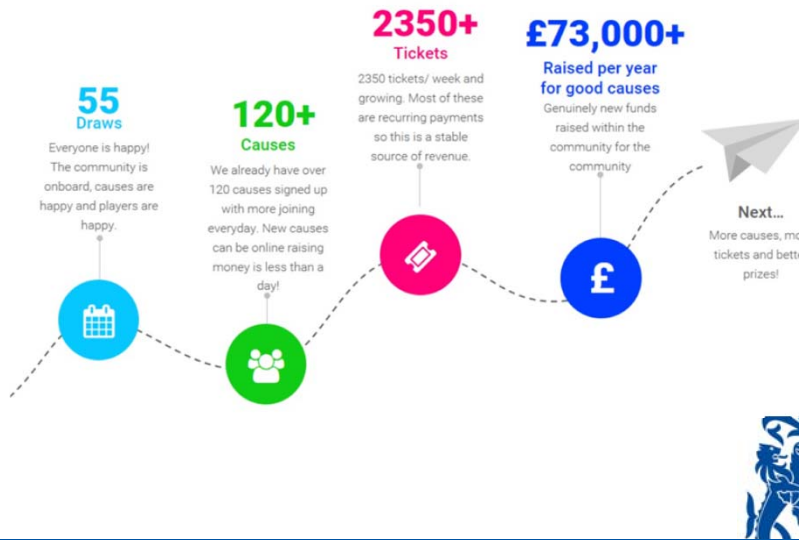 55
Draws
Everyone is happy!
The community is
onboard, causes are
happy and players are
happy.
120+
Causes
We already have over
120 causes signed up
with more joining
everyday. New causes
can be online raising
money is less than a
day!
2350+
Tickets
2350 tickets/ week and
growing. Most of these
are recurring payments
so this is a stable
source of revenue.
£73,000+
Raised per year
for good causes
Genuinely new funds
raised within the
community for the
community
£
Next...
More causes,
tickets and
prizes!